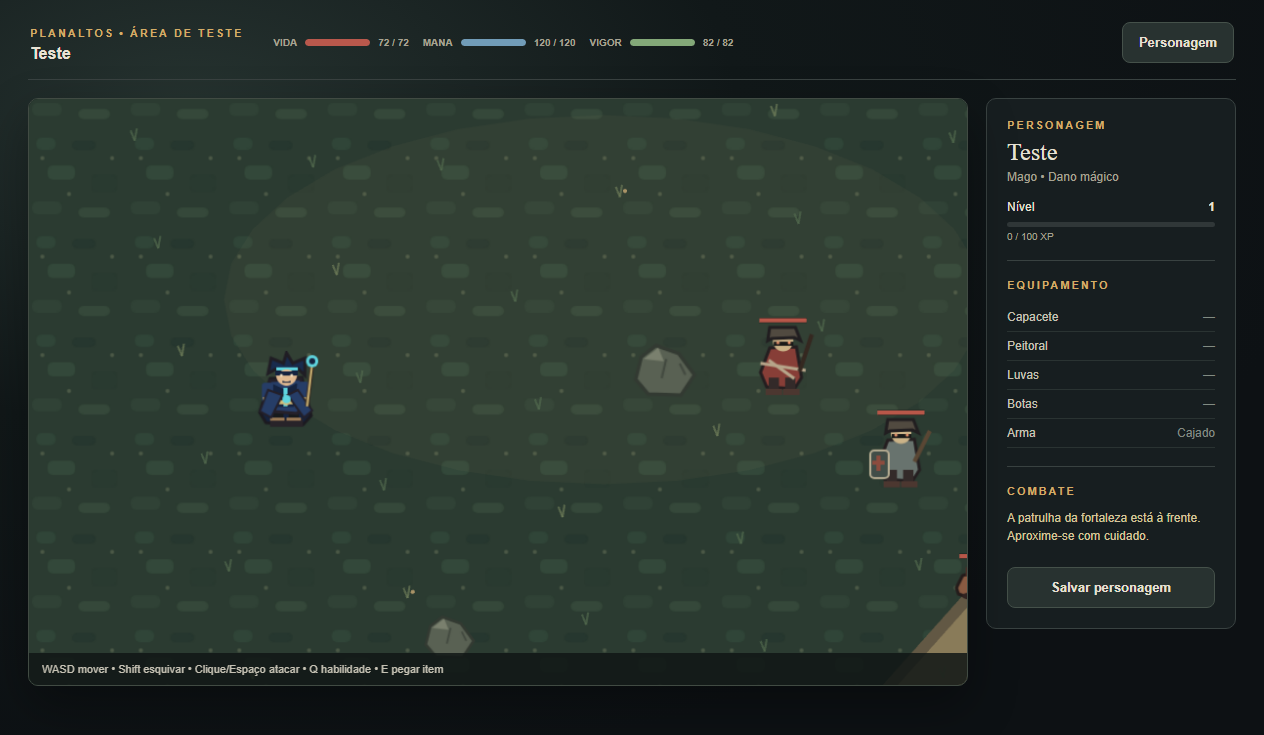 PLANALTOS • ÁREA DE TESTE
Teste
VIDA 72 / 72 MANA 120 / 120 VIGOR 82 / 82
Personagem
PERSONAGEM
Teste
Mago • Dano mágico
Nível 1
0 / 100 XP
EQUIPAMENTO
Capacete —
Peitoral —
Luvas —
Botas —
Arma Cajado
COMBATE
A patrulha da fortaleza está à frente.
Aproxime-se com cuidado.
Salvar personagem
WASD mover • Shift esquivar • Clique/Espaço atacar • Q habilidade • E pegar item